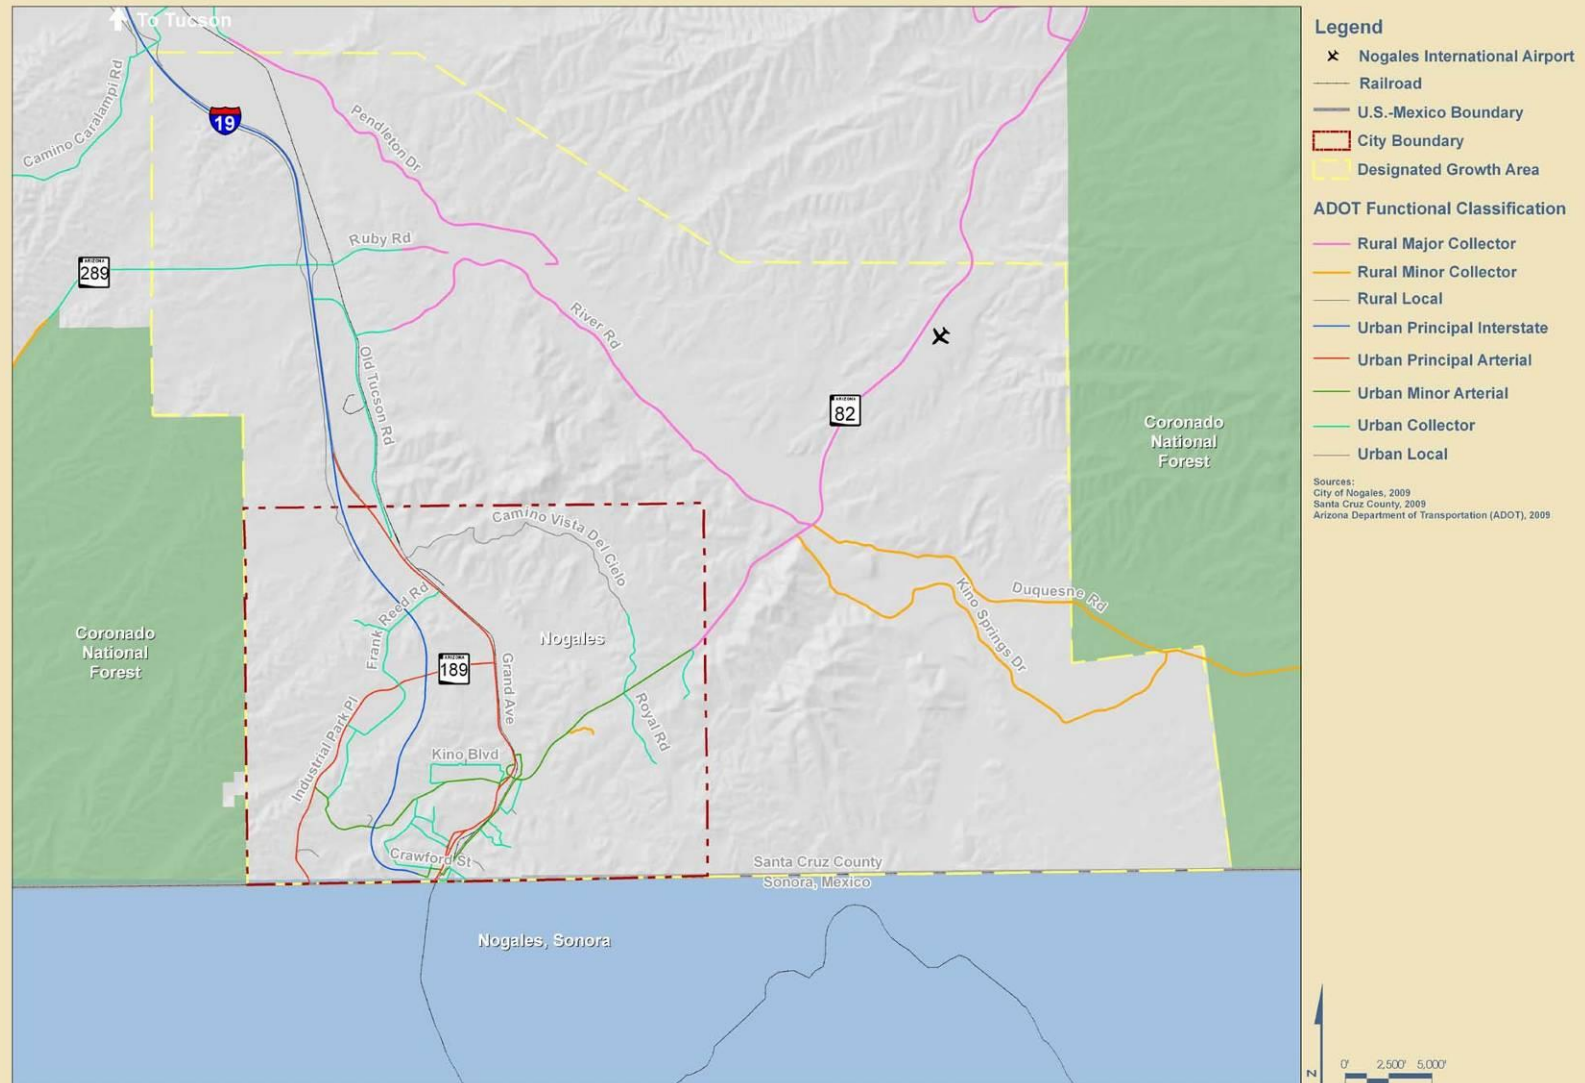 To Tucson
Camino Caralampi Rd
19
Pendleton Dr
Ruby Rd
ARIZONA
289
River Rd
Old Tucson Rd
ARIZONA
82
Coronado
National
Forest
Camino Vista Del Cielo
Duquesne Rd
Kino Springs Dr
Frank Reed Rd
Nogales
Coronado
National
Forest
ARIZONA
189
Grand Ave
Royal Rd
Industrial Park Pl
Kino Blvd
Crawford St
Santa Cruz County
Sonora, Mexico
Nogales, Sonora
Legend
Nogales International Airport
Railroad
U.S.-Mexico Boundary
City Boundary
Designated Growth Area
ADOT Functional Classification
Rural Major Collector
Rural Minor Collector
Rural Local
Urban Principal Interstate
Urban Principal Arterial
Urban Minor Arterial
Urban Collector
Urban Local
Sources:
City of Nogales, 2009
Santa Cruz County, 2009
Arizona Department of Transportation (ADOT), 2009
N
0' 2,500' 5,000'